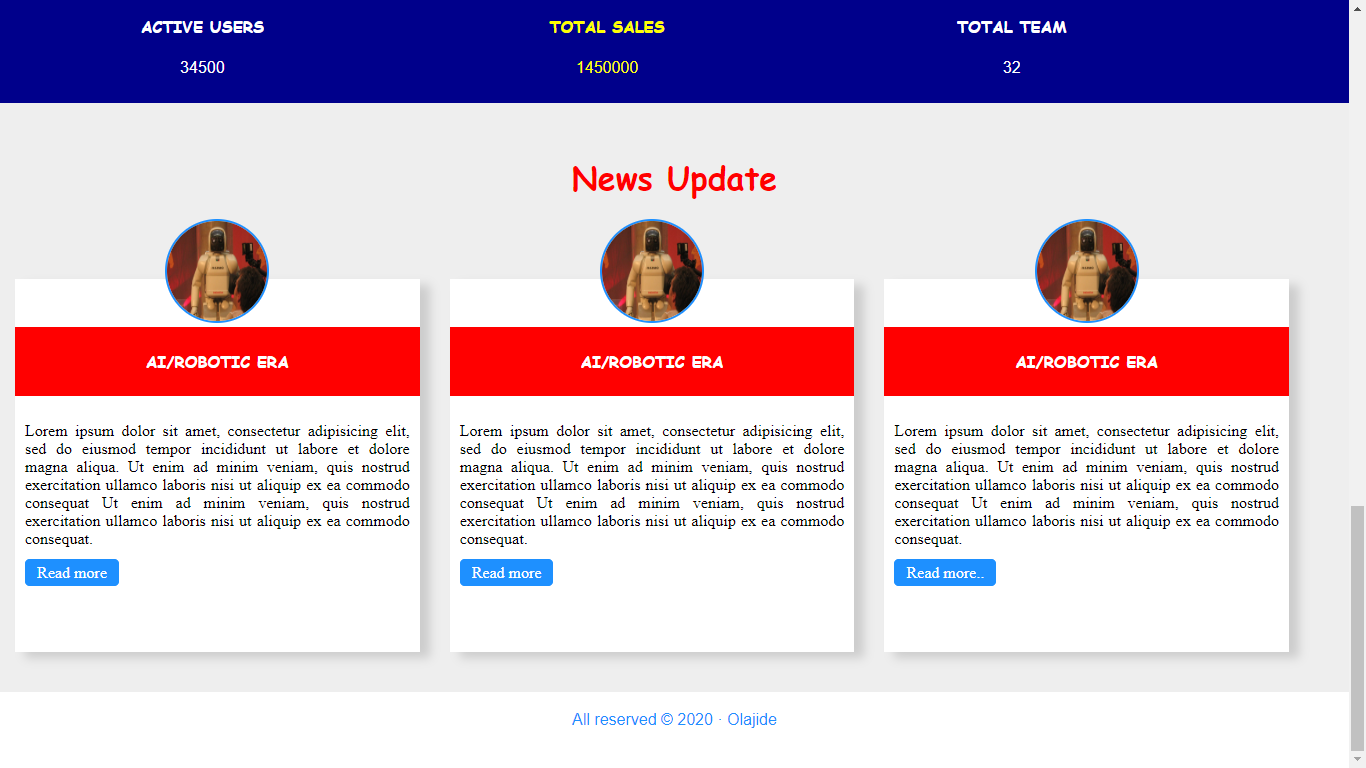 ACTIVE USERS TOTAL SALES TOTAL TEAM
34500 1450000 32
News Update
AI/ROBOTIC ERA
Lorem ipsum dolor sit amet, consectetur adipisicing elit,
sed do eiusmod tempor incididunt ut labore et dolore
magna aliqua. Ut enim ad minim veniam, quis nostrud
exercitation ullamco laboris nisi ut aliquip ex ea commodo
consequat Ut enim ad minim veniam, quis nostrud
exercitation ullamco laboris nisi ut aliquip ex ea commodo
consequat.
Read more
AI/ROBOTIC ERA
Lorem ipsum dolor sit amet, consectetur adipisicing elit,
sed do eiusmod tempor incididunt ut labore et dolore
magna aliqua. Ut enim ad minim veniam, quis nostrud
exercitation ullamco laboris nisi ut aliquip ex ea commodo
consequat Ut enim ad minim veniam, quis nostrud
exercitation ullamco laboris nisi ut aliquip ex ea commodo
consequat.
Read more
AI/ROBOTIC ERA
Lorem ipsum dolor sit amet, consectetur adipisicing elit,
sed do eiusmod tempor incididunt ut labore et dolore
magna aliqua. Ut enim ad minim veniam, quis nostrud
exercitation ullamco laboris nisi ut aliquip ex ea commodo
consequat Ut enim ad minim veniam, quis nostrud
exercitation ullamco laboris nisi ut aliquip ex ea commodo
consequat.
Read more..
All reserved © 2020 · Olajide